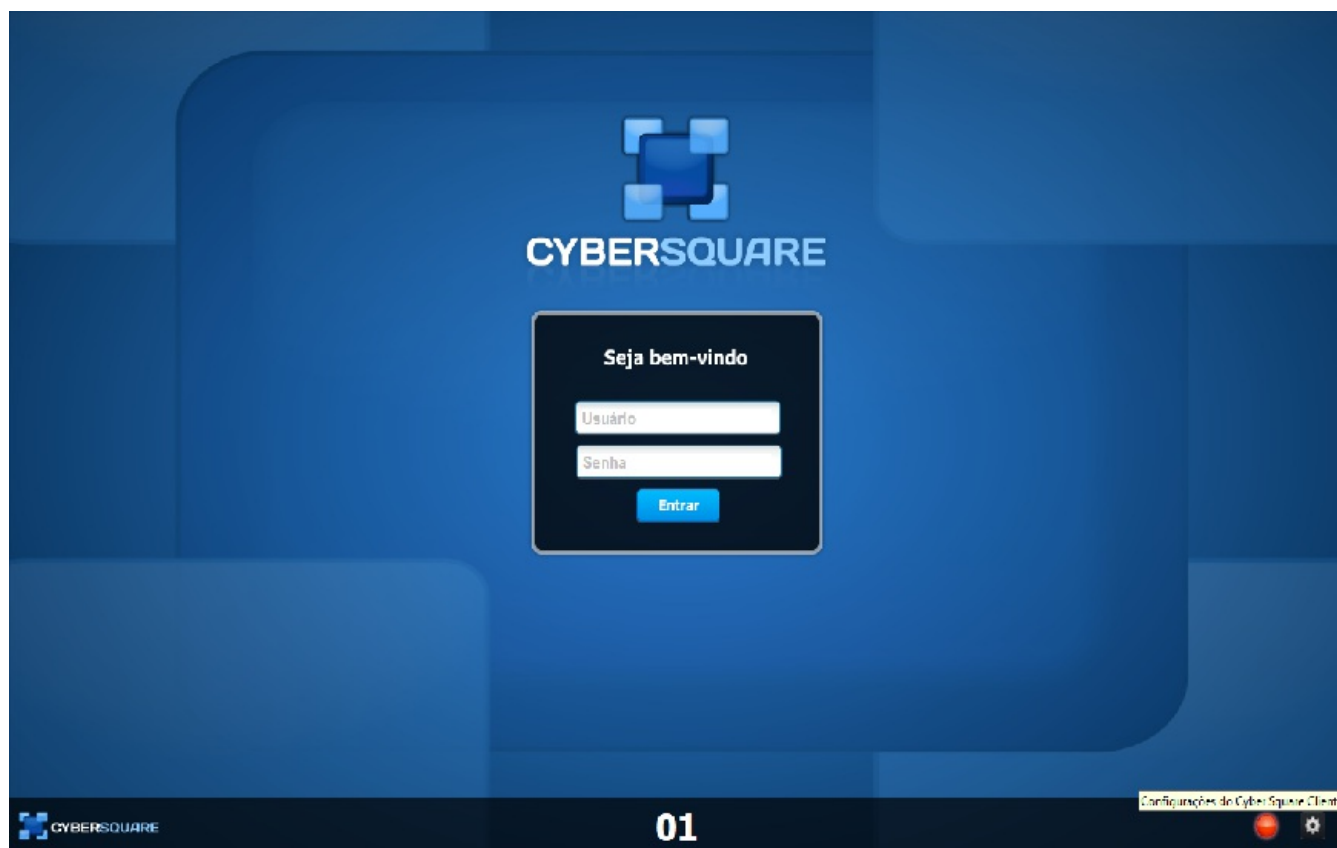 CYBERSQUARE
Seja bem-vindo
Usuário
Senha
Entrar
Configurações do Cyber Square Client
CYBERSQUARE
01